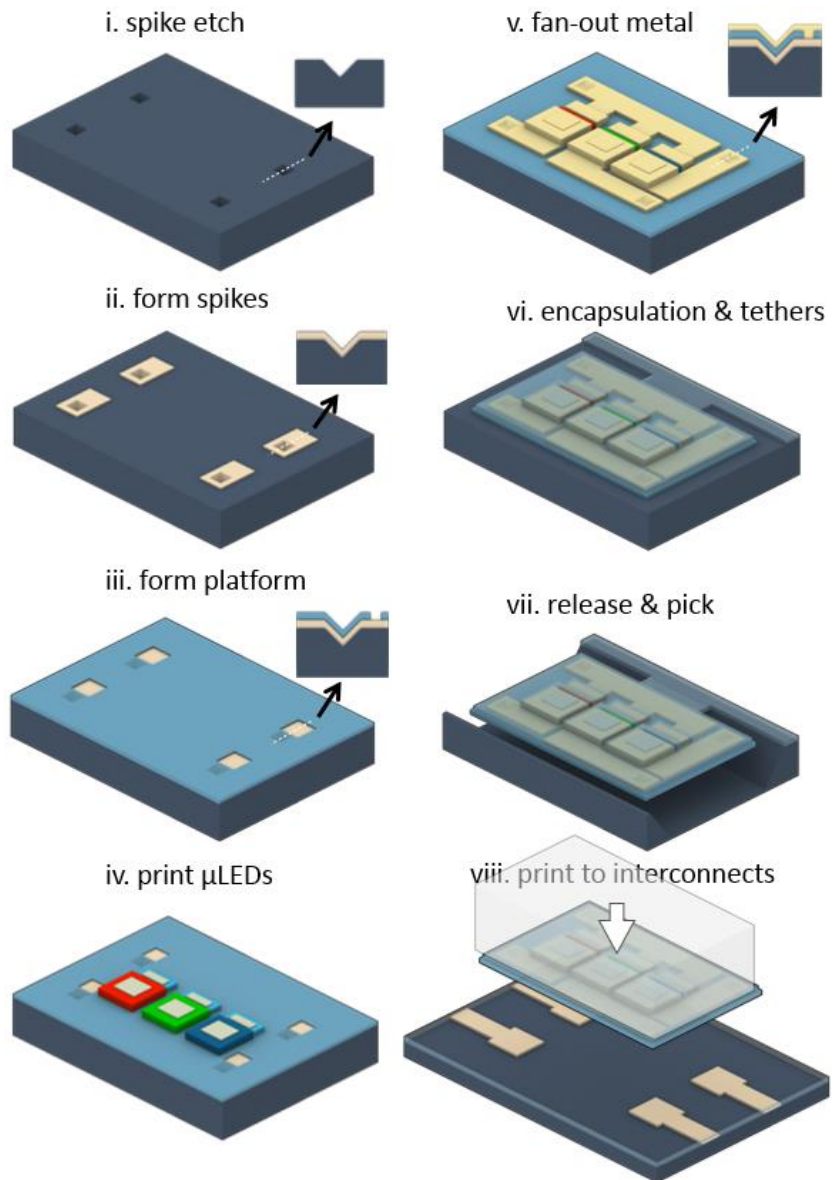 i. spike etch
ii. form spikes
iii. form platform
iv. print µLEDs
v. fan-out metal
vi. encapsulation & tethers
vii. release & pick
viii. print to interconnects